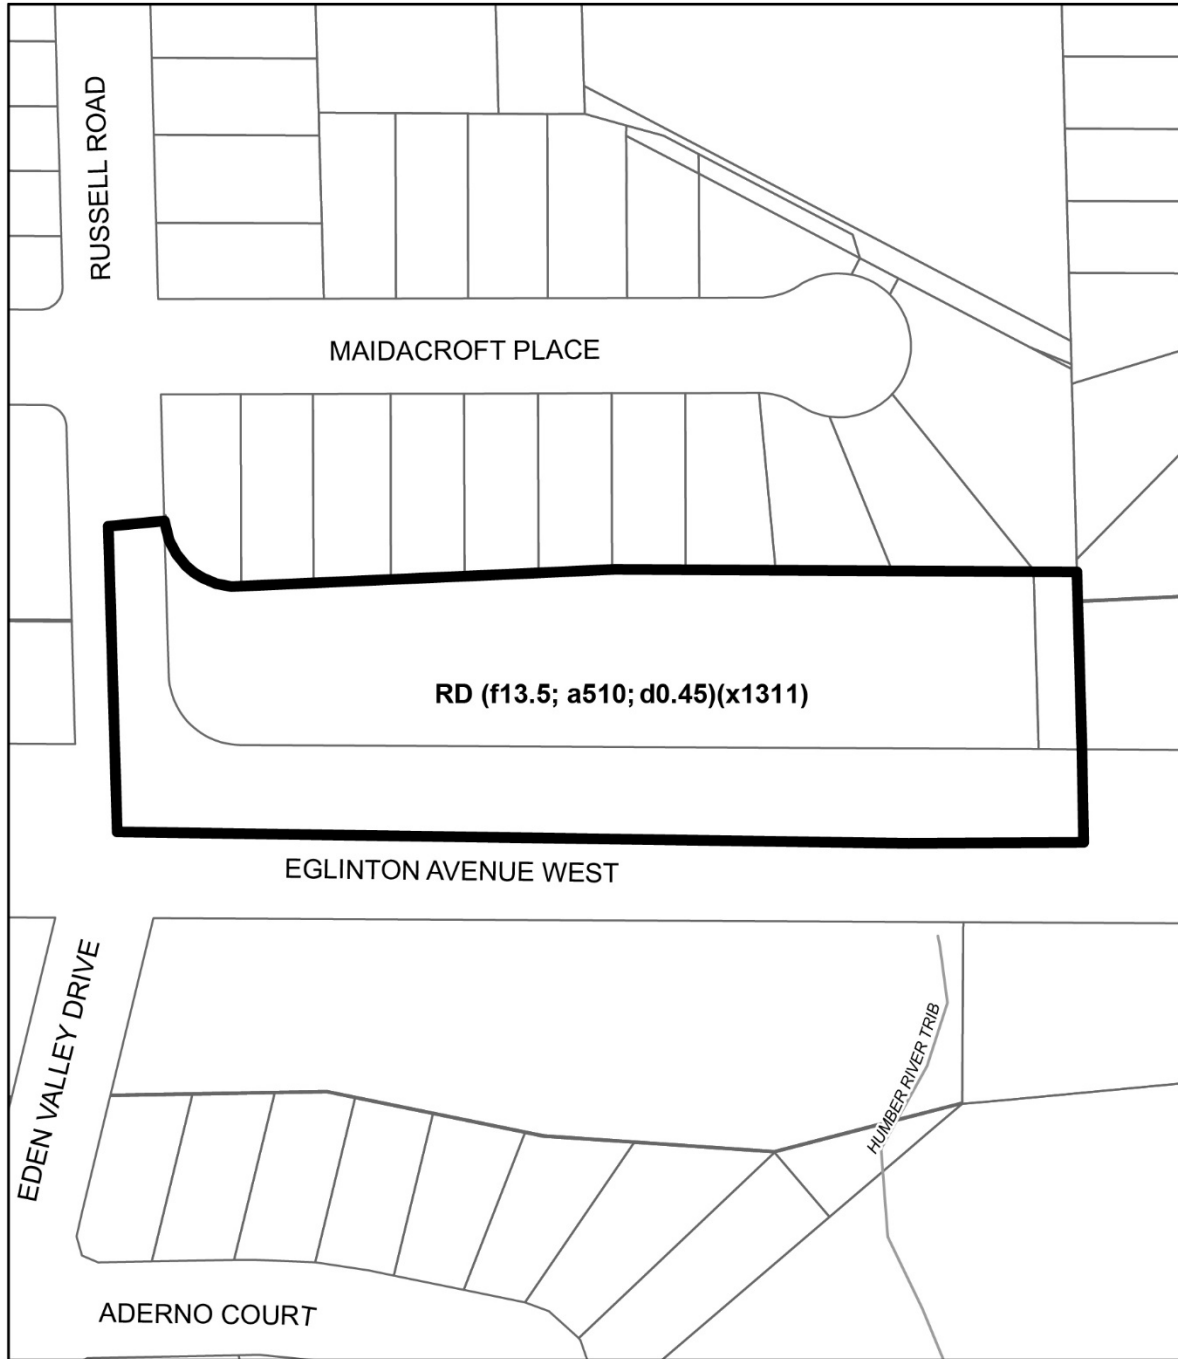 RUSSELL ROAD
MAIDACROFT PLACE
RD (f13.5; a510; d0.45)(x1311)
EGLINTON AVENUE WEST
EDEN VALLEY DRIVE
HUMBER RIVER TRIB
ADERNO COURT